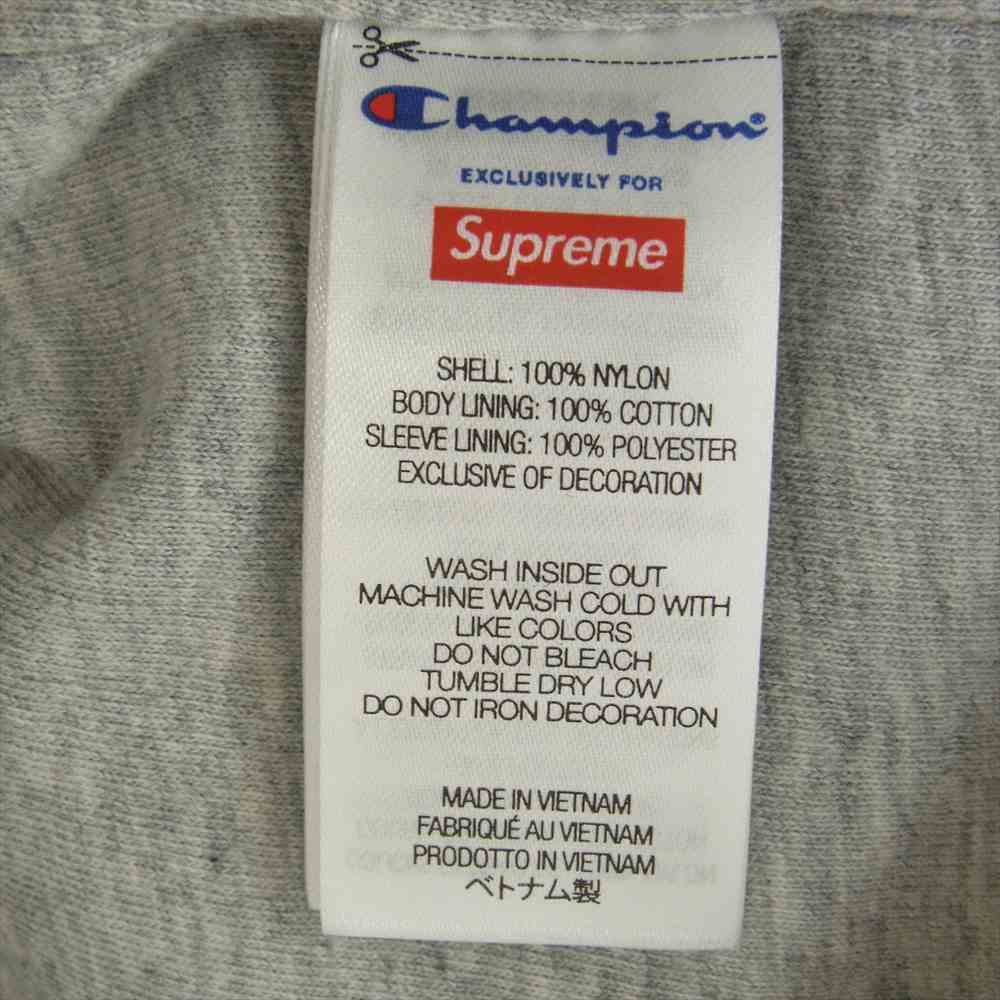 Champion®
EXCLUSIVELY FOR
Supreme
SHELL: 100% NYLON
BODY LINING: 100% COTTON
SLEEVE LINING: 100% POLYESTER
EXCLUSIVE OF DECORATION
WASH INSIDE OUT
MACHINE WASH COLD WITH
LIKE COLORS
DO NOT BLEACH
TUMBLE DRY LOW
DO NOT IRON DECORATION
MADE IN VIETNAM
FABRIQUÉ AU VIETNAM
PRODOTTO IN VIETNAM
ベトナム製